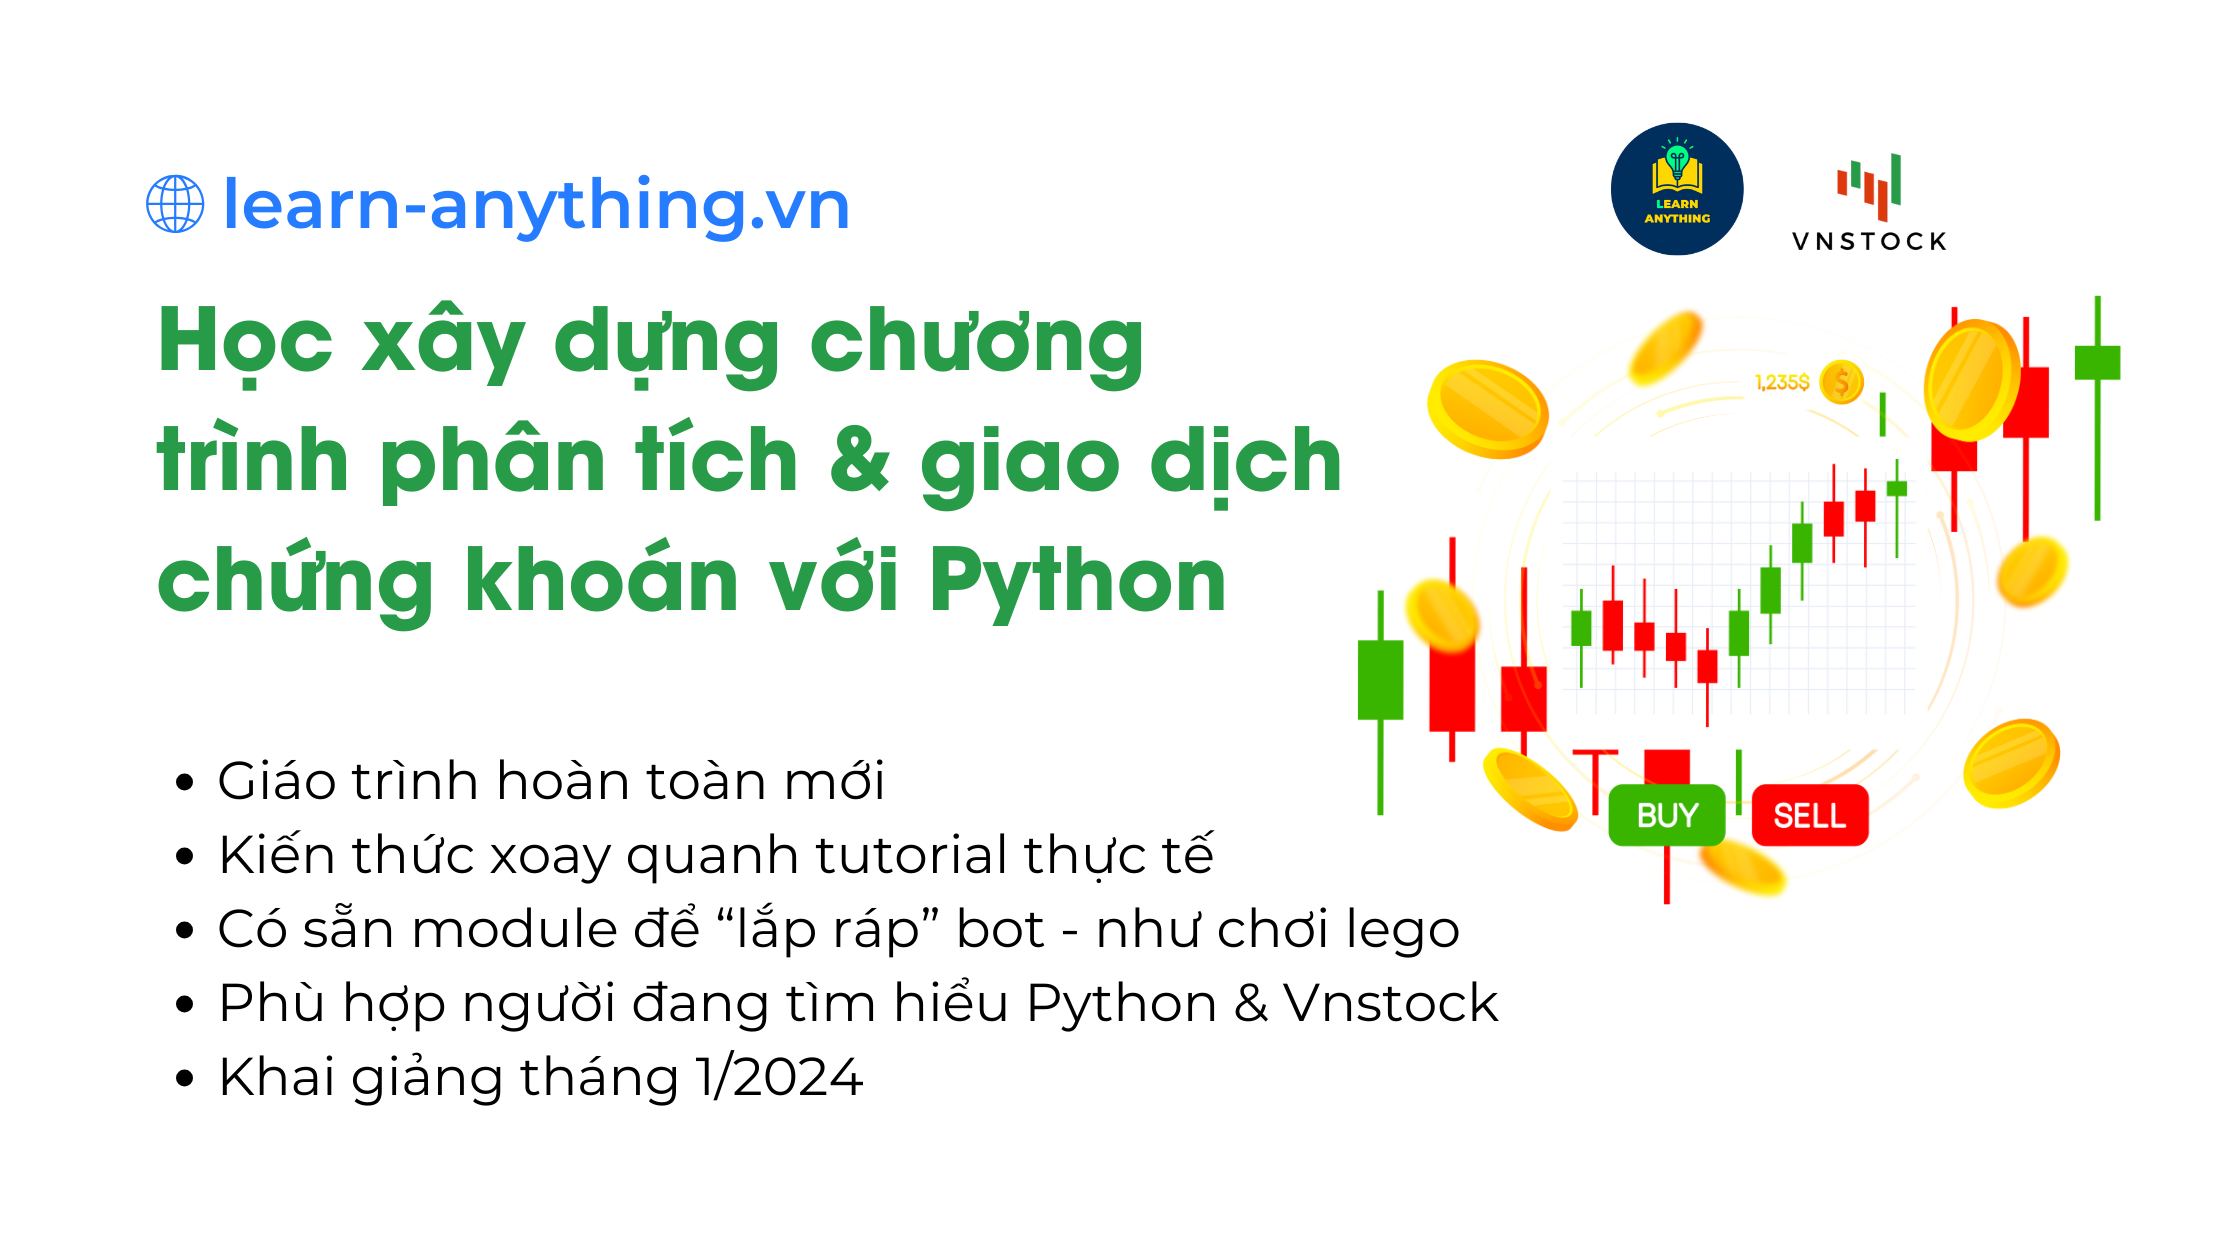 learn-anything.vn
LEARN
ANYTHING
VNSTOCK
Học xây dựng chương
trình phân tích & giao dịch
chứng khoán với Python
1,235$
$
BUY
SELL
• Giáo trình hoàn toàn mới
• Kiến thức xoay quanh tutorial thực tế
• Có sẵn module để “lắp ráp” bot - như chơi lego
• Phù hợp người đang tìm hiểu Python & Vnstock
• Khai giảng tháng 1/2024